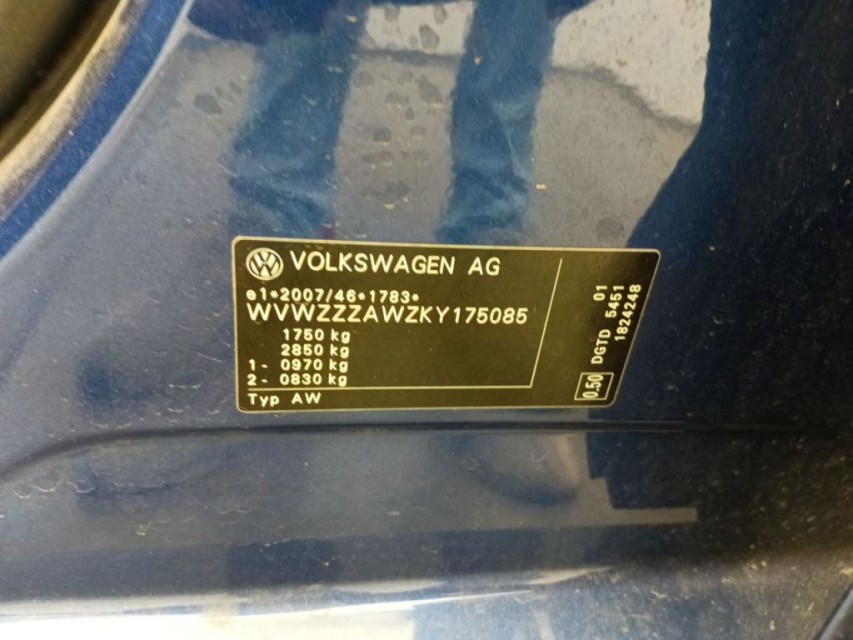 VOLKSWAGEN AG
e1*2007/46*1783*
WVWZZZAWZKY175085
1750 kg
2850 kg
1- 0970 kg
2- 0830 kg
Typ AW
01
DGTD 5451
1824248
0.50